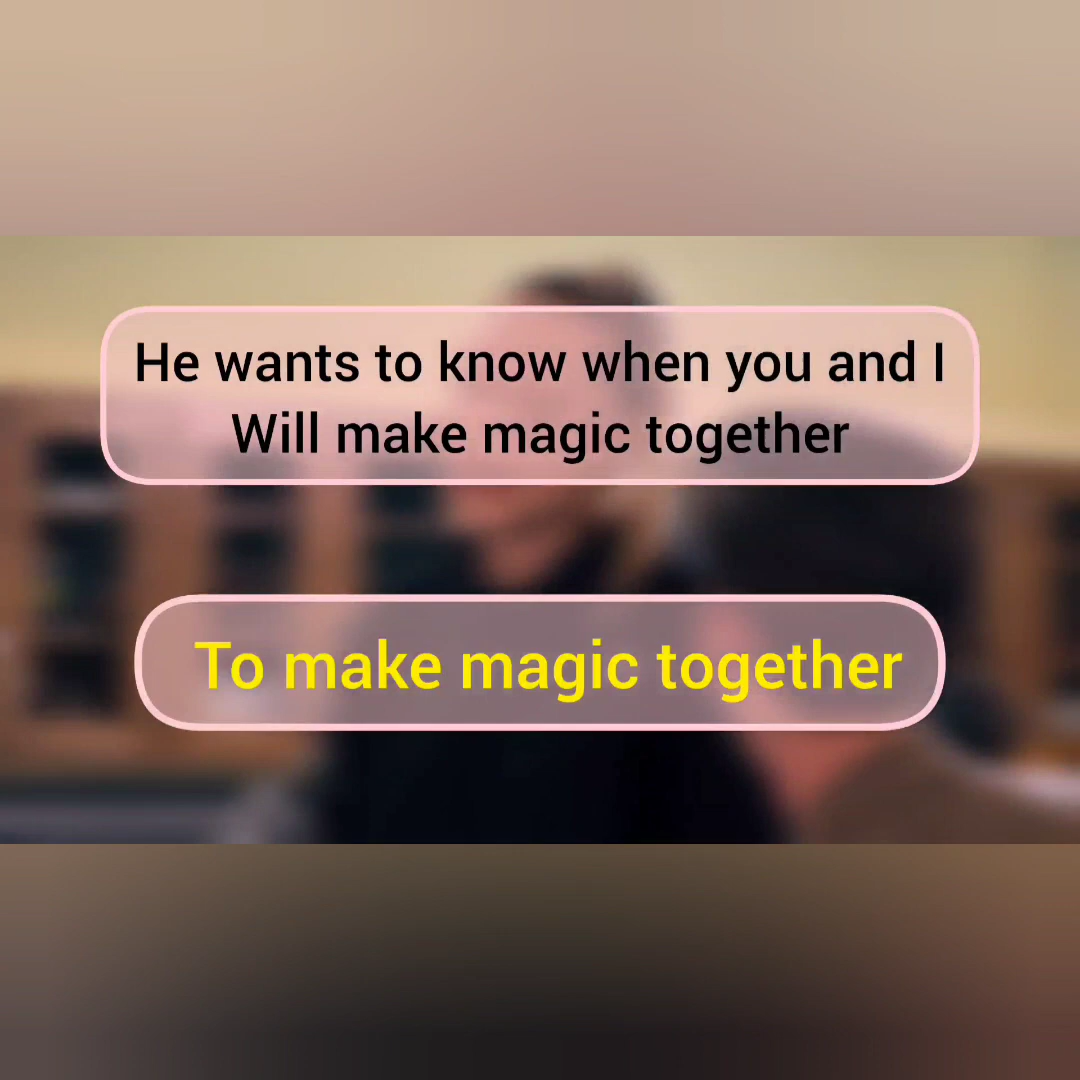 He wants to know when you and I
Will make magic together
To make magic together